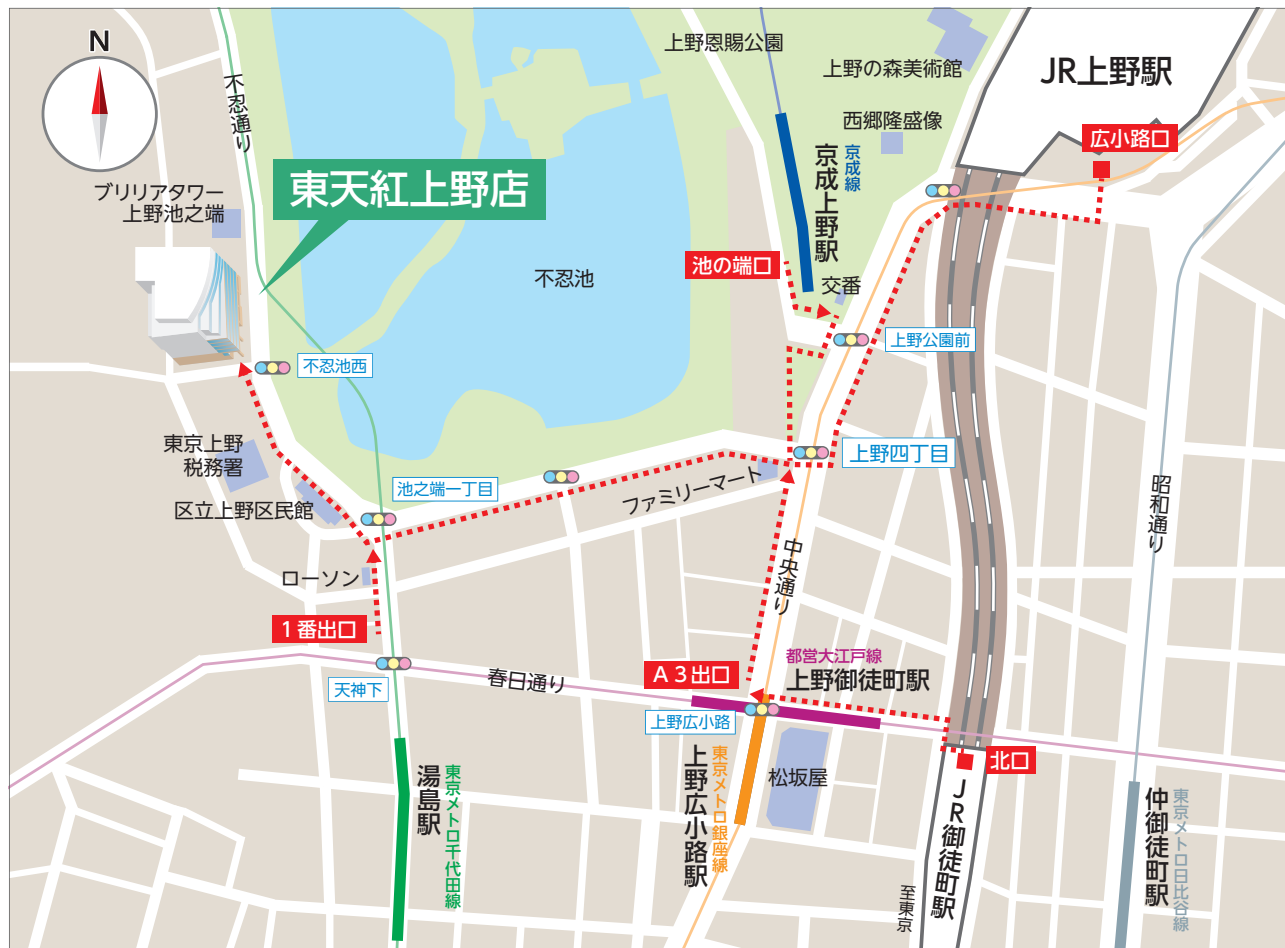 N
不忍通り
上野恩賜公園
上野の森美術館
JR上野駅
西郷隆盛像
広小路口
京成線
京成上野駅
ブリリアタワー
上野池之端
東天紅上野店
不忍池
池の端口
交番
上野公園前
不忍池西
上野四丁目
東京上野
税務署
池之端一丁目
ファミリーマート
区立上野区民館
昭和通り
中央通り
ローソン
1番出口
天神下
春日通り
A3出口
都営大江戸線
上野御徒町駅
上野広小路
北口
松坂屋
湯島駅
東京メトロ千代田線
上野広小路駅
東京メトロ銀座線
JR御徒町駅
至東京
仲御徒町駅
東京メトロ日比谷線